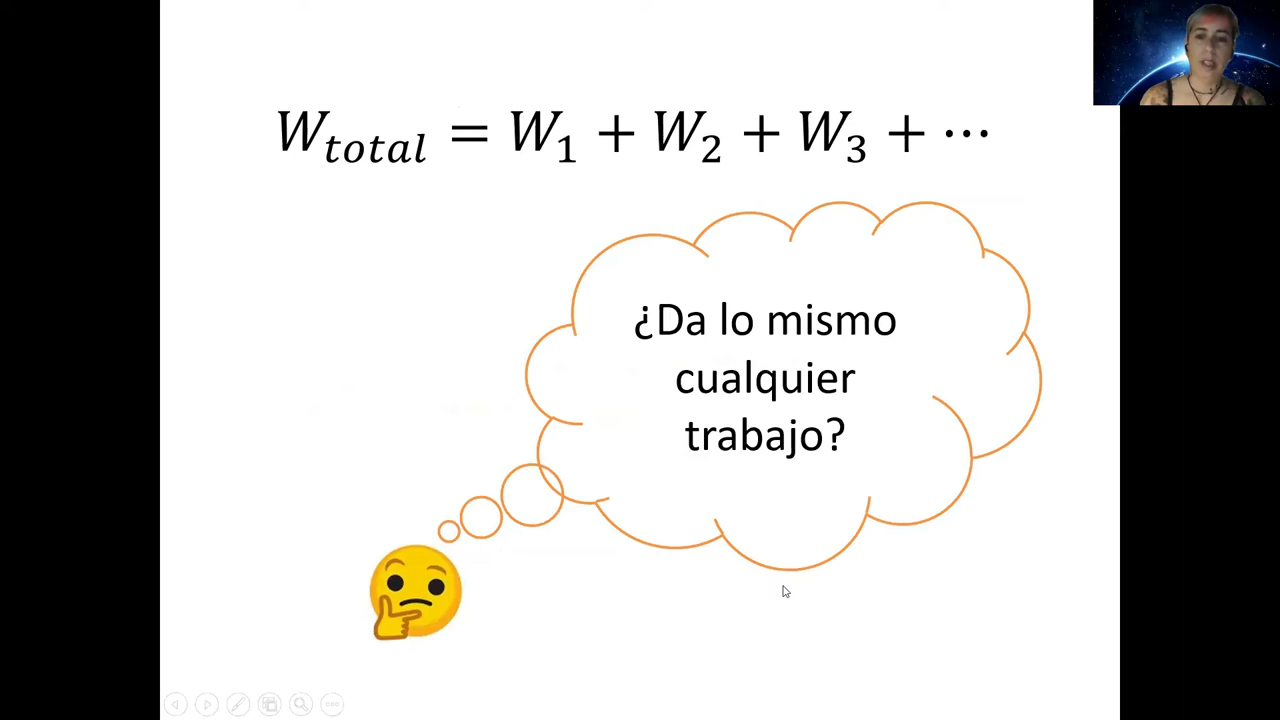 W_total = W_1 + W_2 + W_3 + ⋯
¿Da lo mismo
cualquier
trabajo?